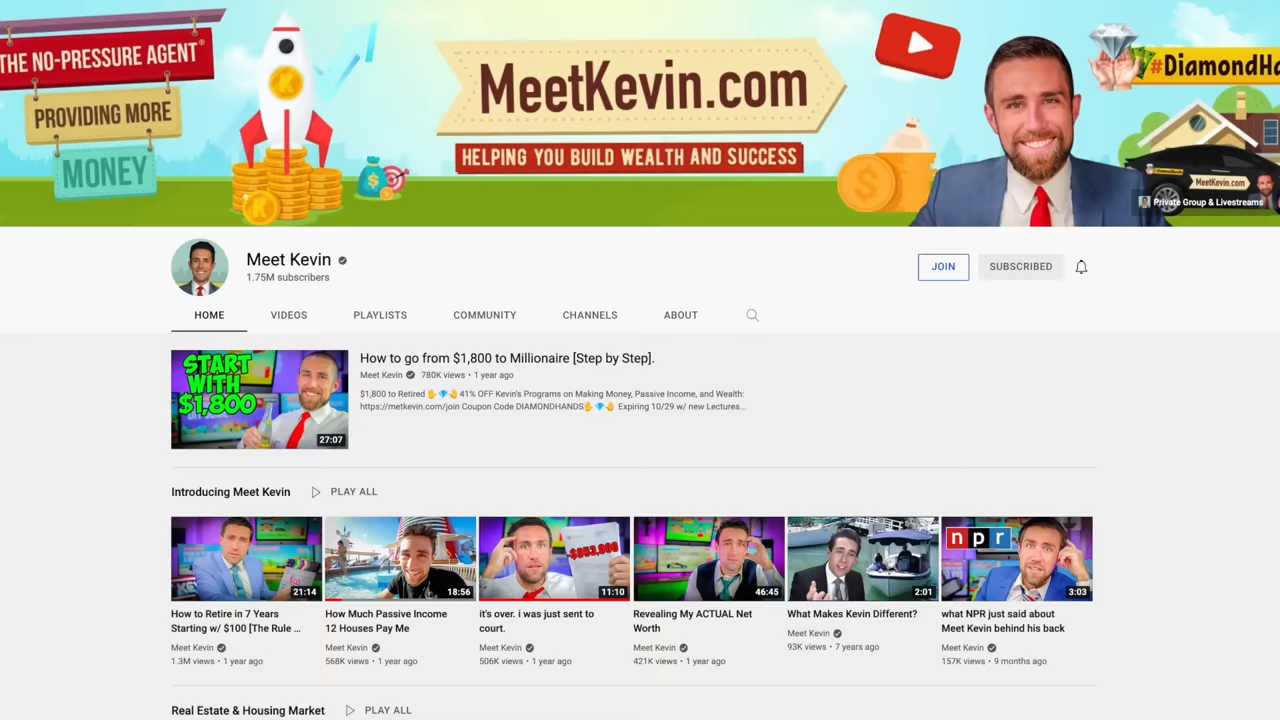 THE NO-PRESSURE AGENT®
PROVIDING MORE
MONEY
K
K
MeetKevin.com
HELPING YOU BUILD WEALTH AND SUCCESS
#DiamondHa
MeetKevin.com
Private Group & Livestreams
Meet Kevin
1.75M subscribers
JOIN
SUBSCRIBED
HOME VIDEOS PLAYLISTS COMMUNITY CHANNELS ABOUT
START
WITH
$1,800
27:07
How to go from $1,800 to Millionaire [Step by Step].
Meet Kevin 780K views • 1 year ago
$1,800 to Retired ✋💎🤚 41% OFF Kevin's Programs on Making Money, Passive Income, and Wealth:
https://metkevin.com/join Coupon Code DIAMONDHANDS✋💎🤚 Expiring 10/29 w/ new Lectures...
Introducing Meet Kevin PLAY ALL
21:14
18:56
-$853,000
11:10
46:45
2:01
npr
3:03
How to Retire in 7 Years
Starting w/ $100 [The Rule ...
Meet Kevin
1.3M views • 1 year ago
How Much Passive Income
12 Houses Pay Me
Meet Kevin
568K views • 1 year ago
it's over. i was just sent to
court.
Meet Kevin
506K views • 1 year ago
Revealing My ACTUAL Net
Worth
Meet Kevin
421K views • 1 year ago
What Makes Kevin Different?
Meet Kevin
93K views • 7 years ago
what NPR just said about
Meet Kevin behind his back
Meet Kevin
157K views • 9 months ago
Real Estate & Housing Market PLAY ALL